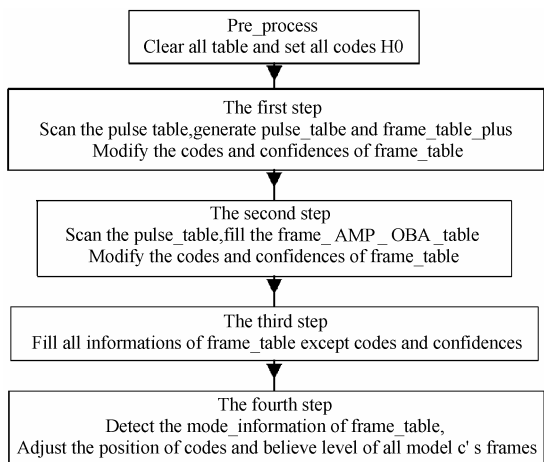 Pre_process
Clear all table and set all codes H0
The first step
Scan the pulse table,generate pulse_talbe and frame_table_plus
Modify the codes and confidences of frame_table
The second step
Scan the pulse_table,fill the frame_ AMP_ OBA_table
Modify the codes and confidences of frame_table
The third step
Fill all informations of frame_table except codes and confidences
The fourth step
Detect the mode_information of frame_table,
Adjust the position of codes and believe level of all model c' s frames